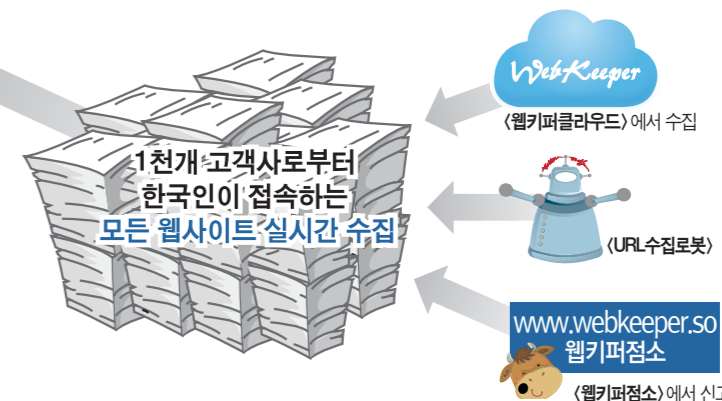 WebKeeper
〈웹키퍼클라우드〉에서 수집
1천개 고객사로부터
한국인이 접속하는
모든 웹사이트 실시간 수집
〈URL수집로봇〉
www.webkeeper.so
웹키퍼점소
〈웹키퍼점소〉에서 신고